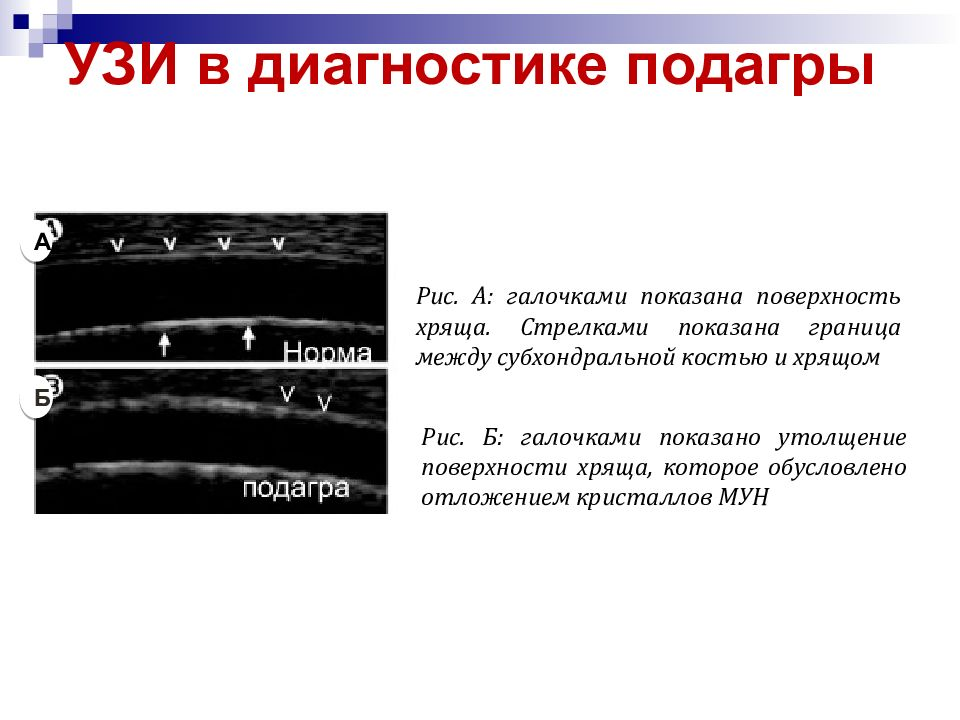 УЗИ в диагностике подагры
А
v v v v
Норма
Б
V V
подагра
Рис. А: галочками показана поверхность
хряща. Стрелками показана граница
между субхондральной костью и хрящом
Рис. Б: галочками показано утолщение
поверхности хряща, которое обусловлено
отложением кристаллов МУН